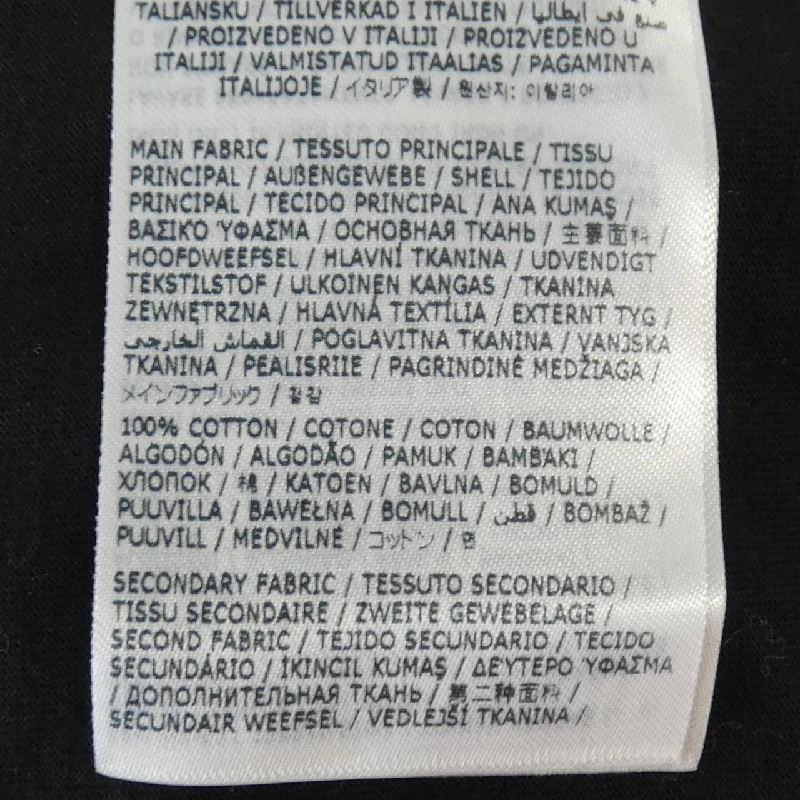 TALIANSKU / TILLVERKAD I ITALIEN / صنع في ايطاليا
/ PROIZVEDENO V ITALIJI / PROIZVEDENO U
ITALIJI / VALMISTATUD ITAALIAS / PAGAMINTA
ITALIJOJE / イタリア製 / 원산지: 이탈리아
MAIN FABRIC / TESSUTO PRINCIPALE / TISSU
PRINCIPAL / AUßENGEWEBE / SHELL / TEJIDO
PRINCIPAL / TECIDO PRINCIPAL / ANA KUMAŞ /
ΒΑΣΙΚΌ ΎΦΑΣΜΑ / ОСНОВНАЯ ТКАНЬ / 主要面料 /
HOOFDWEEFSEL / HLAVNÍ TKANINA / UDVENDIGT
TEKSTILSTOF / ULKOINEN KANGAS / TKANINA
ZEWNĘTRZNA / HLAVNÁ TEXTÍLIA / EXTERNT TYG /
القماش الخارجي / POGLAVITNA TKANINA / VANJSKA
TKANINA / PEALISRIIE / PAGRINDINĖ MEDŽIAGA /
メインファブリック / 겉감
100% COTTON / COTONE / COTON / BAUMWOLLE /
ALGODÓN / ALGODÃO / PAMUK / ΒΑΜΒΆΚΙ /
ХЛОПОК / 棉 / KATOEN / BAVLNA / BOMULD /
PUUVILLA / BAWEŁNA / BOMULL / قطن / BOMBAŽ /
PUUVILL / MEDVILNĖ / コットン / 면
SECONDARY FABRIC / TESSUTO SECONDARIO /
TISSU SECONDAIRE / ZWEITE GEWEBELAGE /
SECOND FABRIC / TEJIDO SECUNDARIO / TECIDO
SECUNDÁRIO / İKINCIL KUMAŞ / ΔΕΥΤΕΡΟ ΎΦΑΣΜΑ
/ ДОПОЛНИТЕЛЬНАЯ ТКАНЬ / 第二种面料 /
SECUNDAIR WEEFSEL / VEDLEJŠÍ TKANINA /